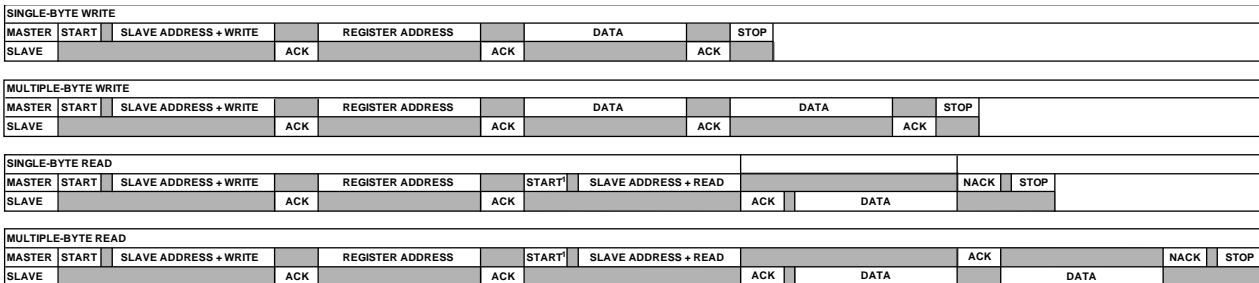 SINGLE-BYTE WRITE
MASTER START SLAVE ADDRESS + WRITE REGISTER ADDRESS DATA STOP
SLAVE ACK ACK ACK
MULTIPLE-BYTE WRITE
MASTER START SLAVE ADDRESS + WRITE REGISTER ADDRESS DATA DATA STOP
SLAVE ACK ACK ACK ACK
SINGLE-BYTE READ
MASTER START SLAVE ADDRESS + WRITE REGISTER ADDRESS START¹ SLAVE ADDRESS + READ NACK STOP
SLAVE ACK ACK ACK DATA
MULTIPLE-BYTE READ
MASTER START SLAVE ADDRESS + WRITE REGISTER ADDRESS START¹ SLAVE ADDRESS + READ ACK NACK STOP
SLAVE ACK ACK ACK DATA DATA